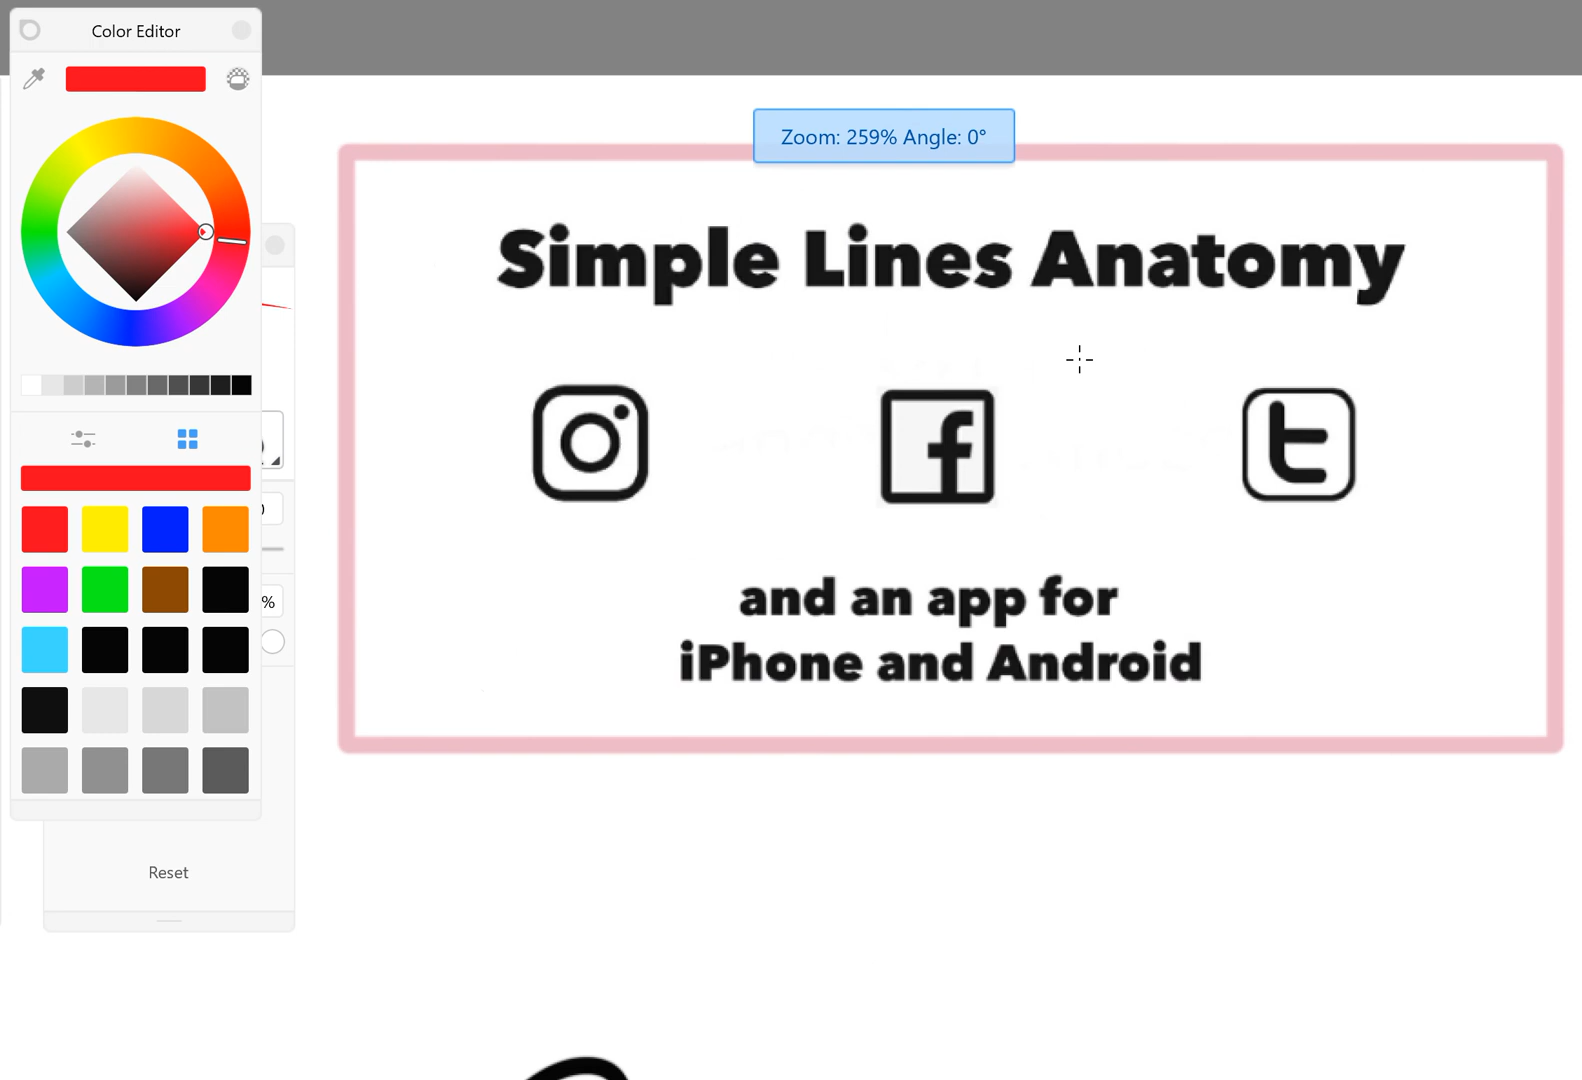 Color Editor
Zoom: 259% Angle: 0°
Simple Lines Anatomy
and an app for
iPhone and Android
%
Reset